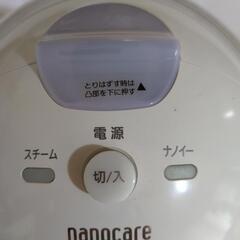 とりはずす時は
凸部を下に押す▲
電源
スチーム
ナノイー
切/入
nanocare